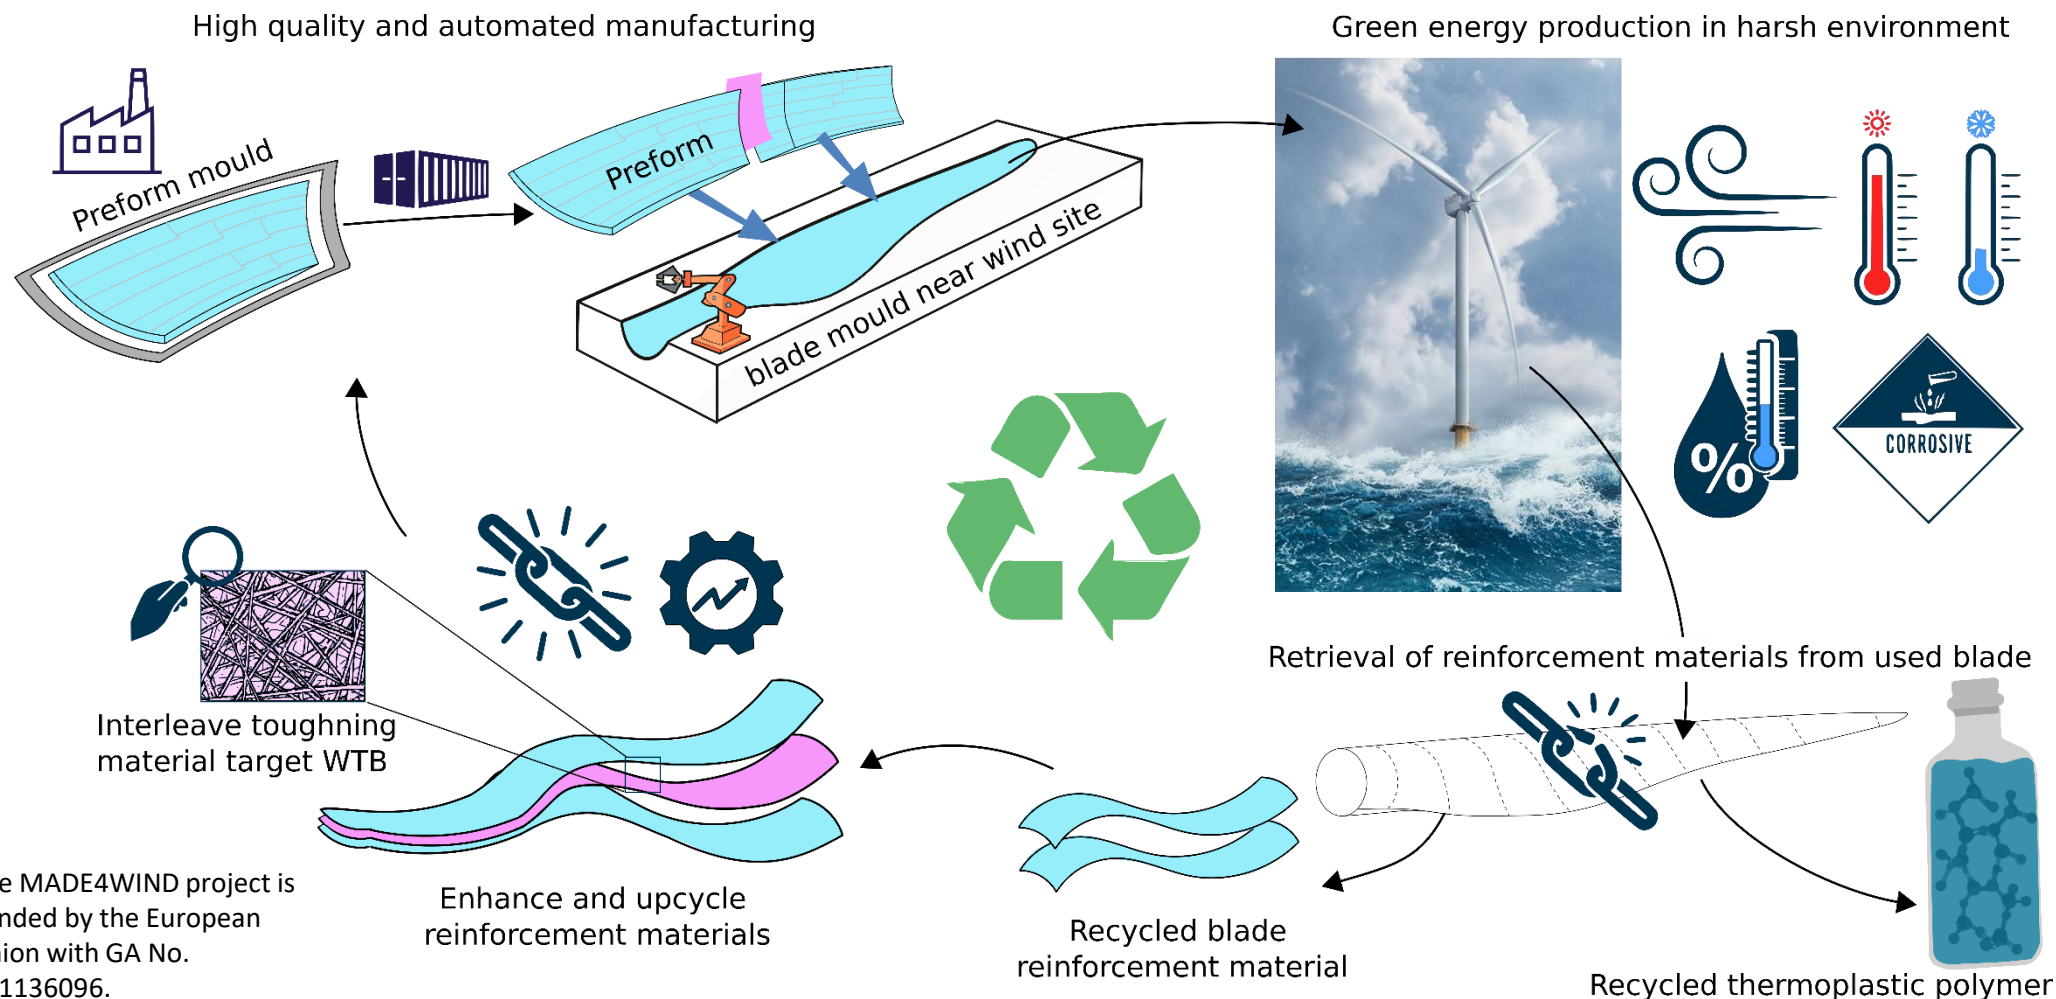 High quality and automated manufacturing
Green energy production in harsh environment
Preform mould
Preform
blade mould near wind site
%
CORROSIVE
Retrieval of reinforcement materials from used blade
Interleave toughning
material target WTB
Enhance and upcycle
reinforcement materials
Recycled blade
reinforcement material
Recycled thermoplastic polymer
e MADE4WIND project is
nded by the European
ion with GA No.
1136096.